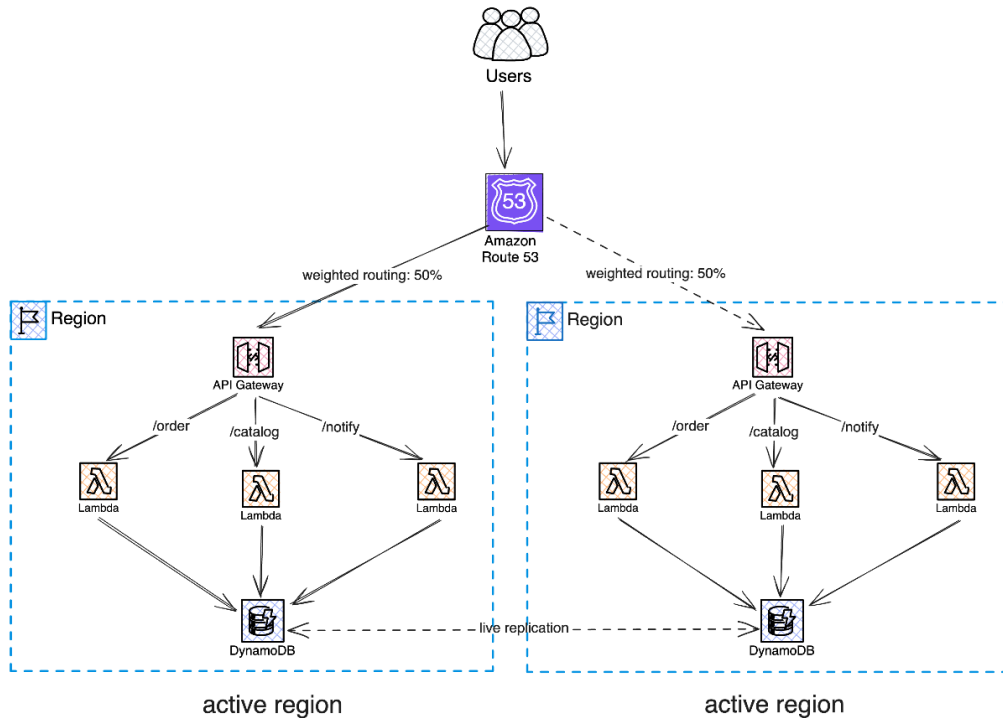 Users
53
Amazon
Route 53
weighted routing: 50%
weighted routing: 50%
Region
Region
API Gateway
API Gateway
/order
/catalog
/notify
/order
/catalog
/notify
Lambda
Lambda
Lambda
Lambda
Lambda
Lambda
live replication
DynamoDB
DynamoDB
active region
active region